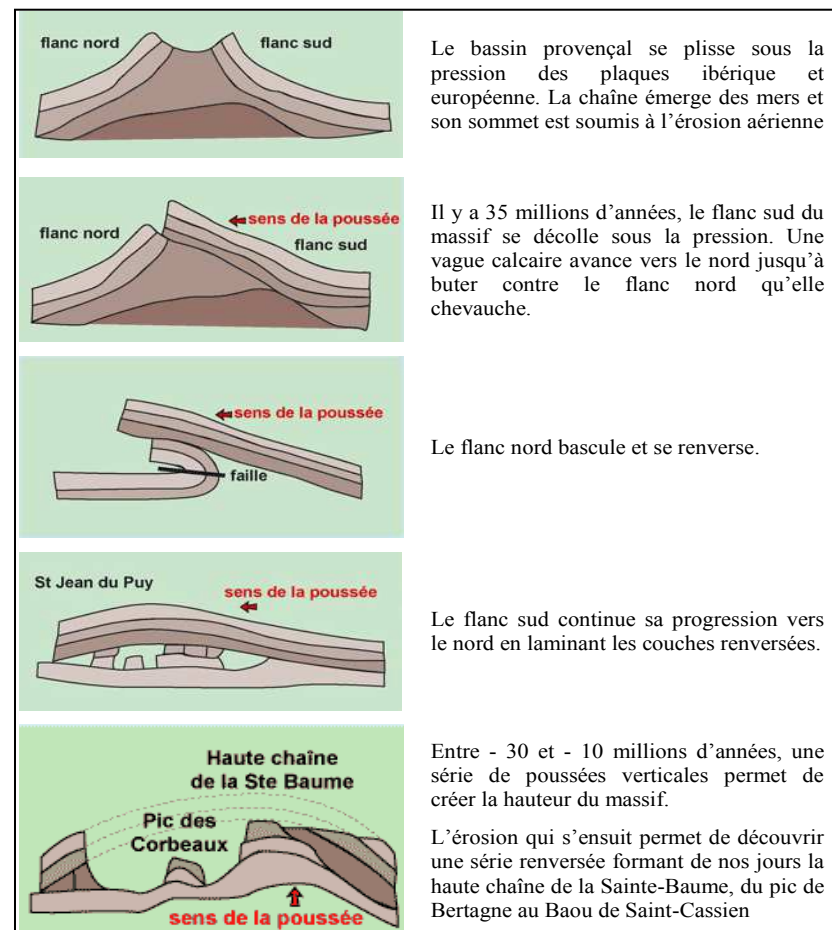 flanc nord
flanc sud
Le bassin provençal se plisse sous la
pression des plaques ibérique et
européenne. La chaîne émerge des mers et
son sommet est soumis à l’érosion aérienne
sens de la poussée
flanc nord
flanc sud
Il y a 35 millions d’années, le flanc sud du
massif se décolle sous la pression. Une
vague calcaire avance vers le nord jusqu’à
buter contre le flanc nord qu’elle
chevauche.
sens de la poussée
faille
Le flanc nord bascule et se renverse.
St Jean du Puy
sens de la poussée
Le flanc sud continue sa progression vers
le nord en laminant les couches renversées.
Haute chaîne
de la Ste Baume
Pic des
Corbeaux
sens de la poussée
Entre - 30 et - 10 millions d’années, une
série de poussées verticales permet de
créer la hauteur du massif.
L’érosion qui s’ensuit permet de découvrir
une série renversée formant de nos jours la
haute chaîne de la Sainte-Baume, du pic de
Bertagne au Baou de Saint-Cassien